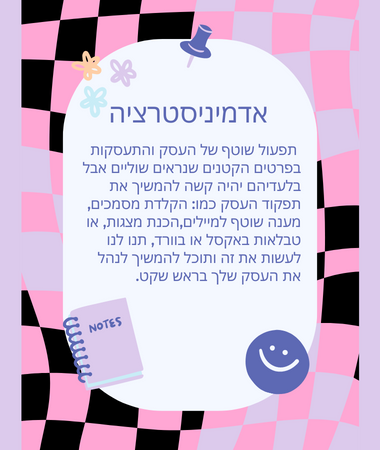 אדמיניסטרציה
תפעול שוטף של העסק והתעסקות
בפרטים הקטנים שנראים שוליים אבל
בלעדיהם יהיה קשה להמשיך את
תפקוד העסק כמו: הקלדת מסמכים,
מענה שוטף למיילים,הכנת מצגות, או
טבלאות באקסל או בוורד, תנו לנו
לעשות את זה ותוכל להמשיך לנהל
את העסק שלך בראש שקט.
NOTES